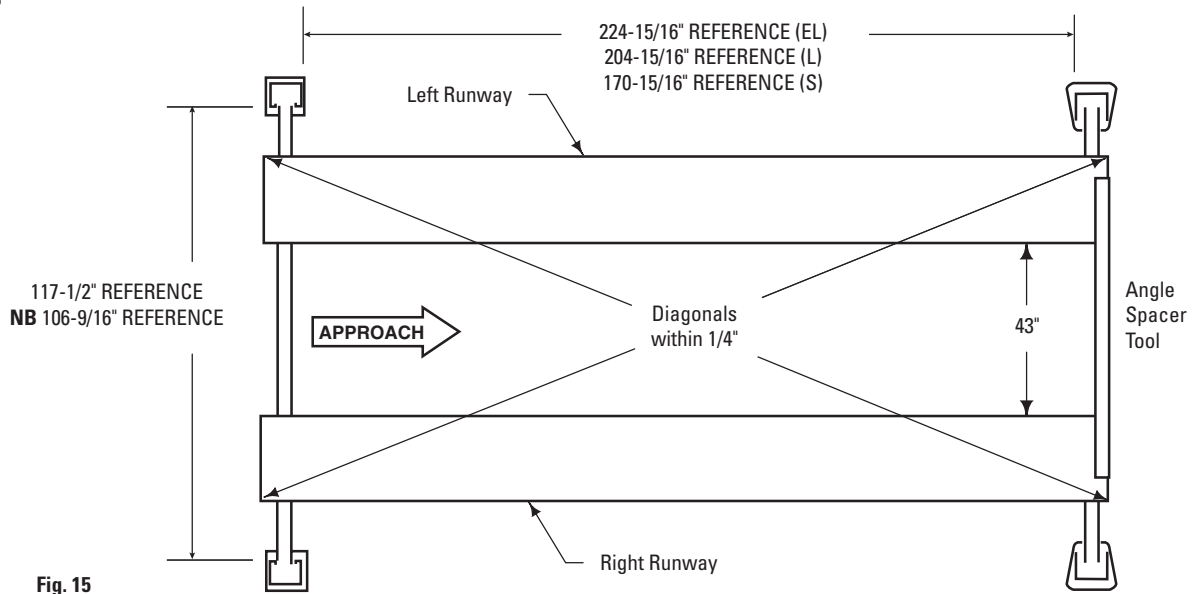 224-15/16" REFERENCE (EL)
204-15/16" REFERENCE (L)
170-15/16" REFERENCE (S)
Left Runway
117-1/2" REFERENCE
NB 106-9/16" REFERENCE
APPROACH
Diagonals
within 1/4"
43"
Angle
Spacer
Tool
Right Runway
Fig. 15